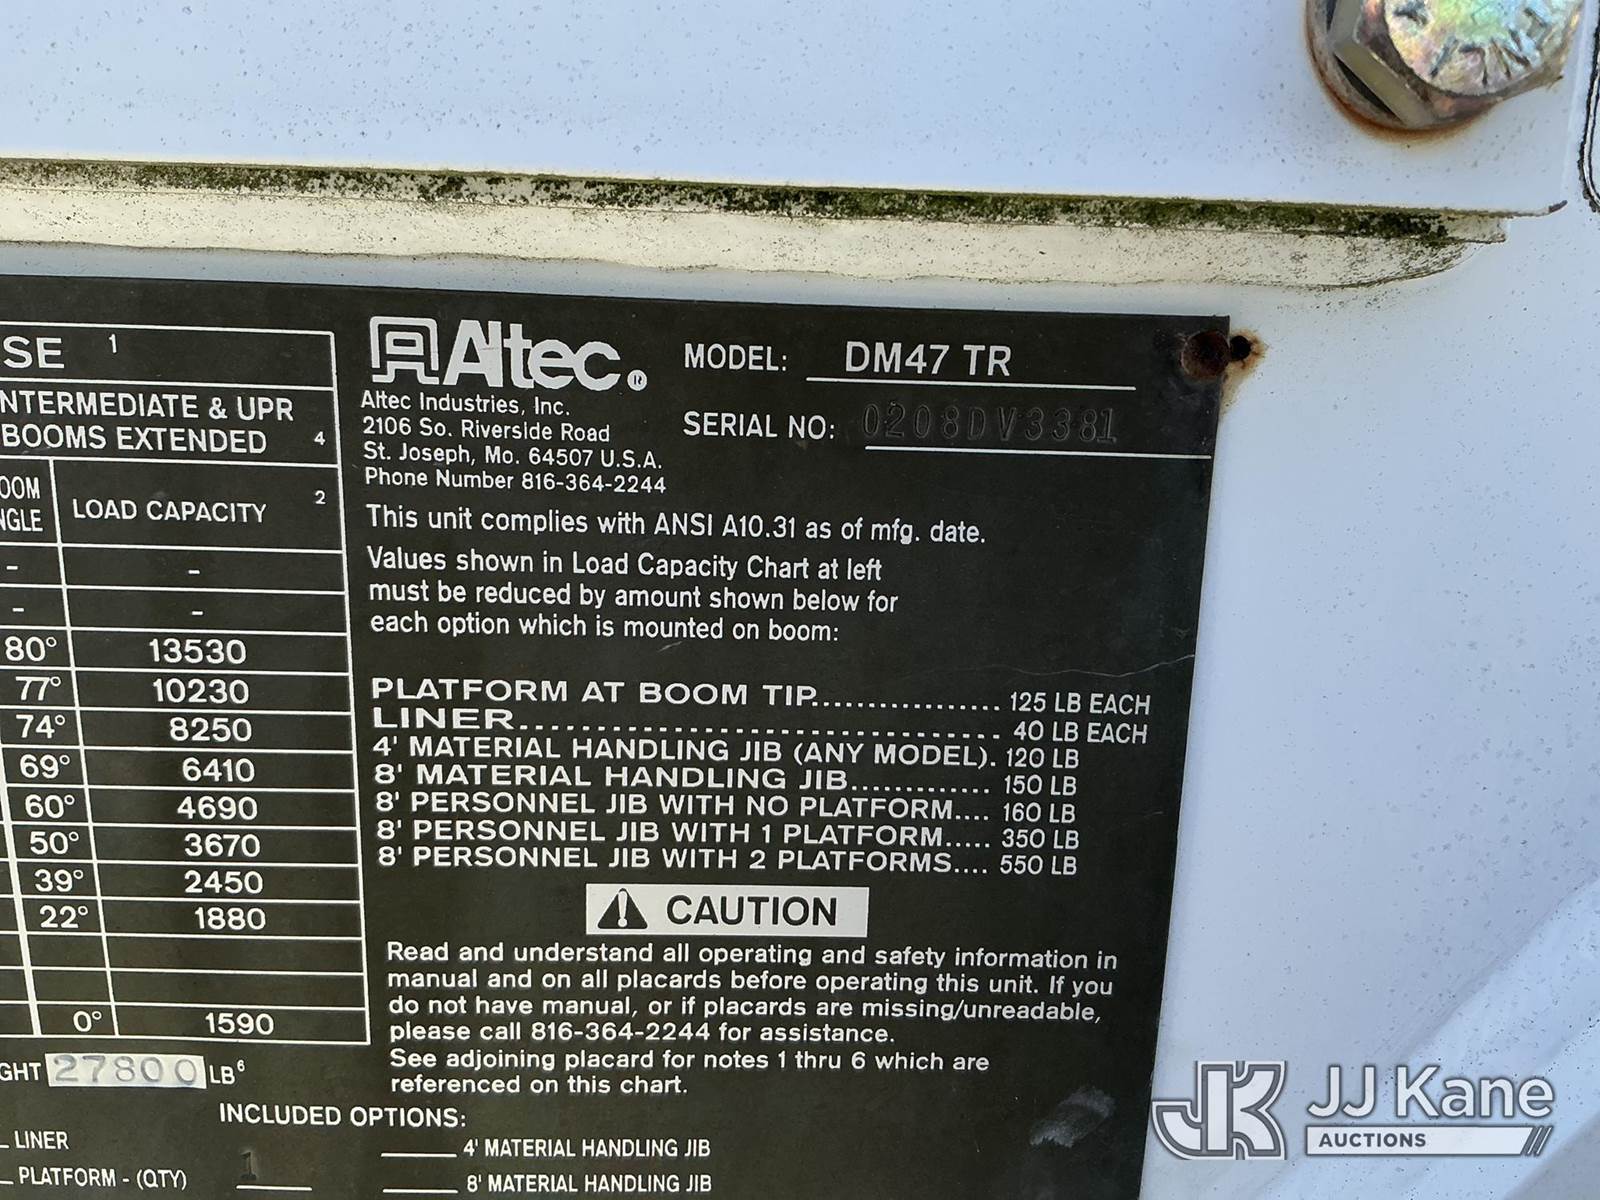 SE 1
NTERMEDIATE & UPR
BOOMS EXTENDED 4
OOM
NGLE
LOAD CAPACITY 2
- -
- -
80° 13530
77° 10230
74° 8250
69° 6410
60° 4690
50° 3670
39° 2450
22° 1880
0° 1590
GHT 27800 LB6
Altec®
MODEL: DM47 TR
SERIAL NO: 0208DV3381
Altec Industries, Inc.
2106 So. Riverside Road
St. Joseph, Mo. 64507 U.S.A.
Phone Number 816-364-2244
This unit complies with ANSI A10.31 as of mfg. date.
Values shown in Load Capacity Chart at left
must be reduced by amount shown below for
each option which is mounted on boom:
PLATFORM AT BOOM TIP................. 125 LB EACH
LINER................................ 40 LB EACH
4' MATERIAL HANDLING JIB (ANY MODEL). 120 LB
8' MATERIAL HANDLING JIB............. 150 LB
8' PERSONNEL JIB WITH NO PLATFORM.... 160 LB
8' PERSONNEL JIB WITH 1 PLATFORM..... 350 LB
8' PERSONNEL JIB WITH 2 PLATFORMS.... 550 LB
CAUTION
Read and understand all operating and safety information in
manual and on all placards before operating this unit. If you
do not have manual, or if placards are missing/unreadable,
please call 816-364-2244 for assistance.
See adjoining placard for notes 1 thru 6 which are
referenced on this chart.
INCLUDED OPTIONS:
LINER
PLATFORM - (QTY) 1
4' MATERIAL HANDLING JIB
8' MATERIAL HANDLING JIB
JK JJ Kane
AUCTIONS